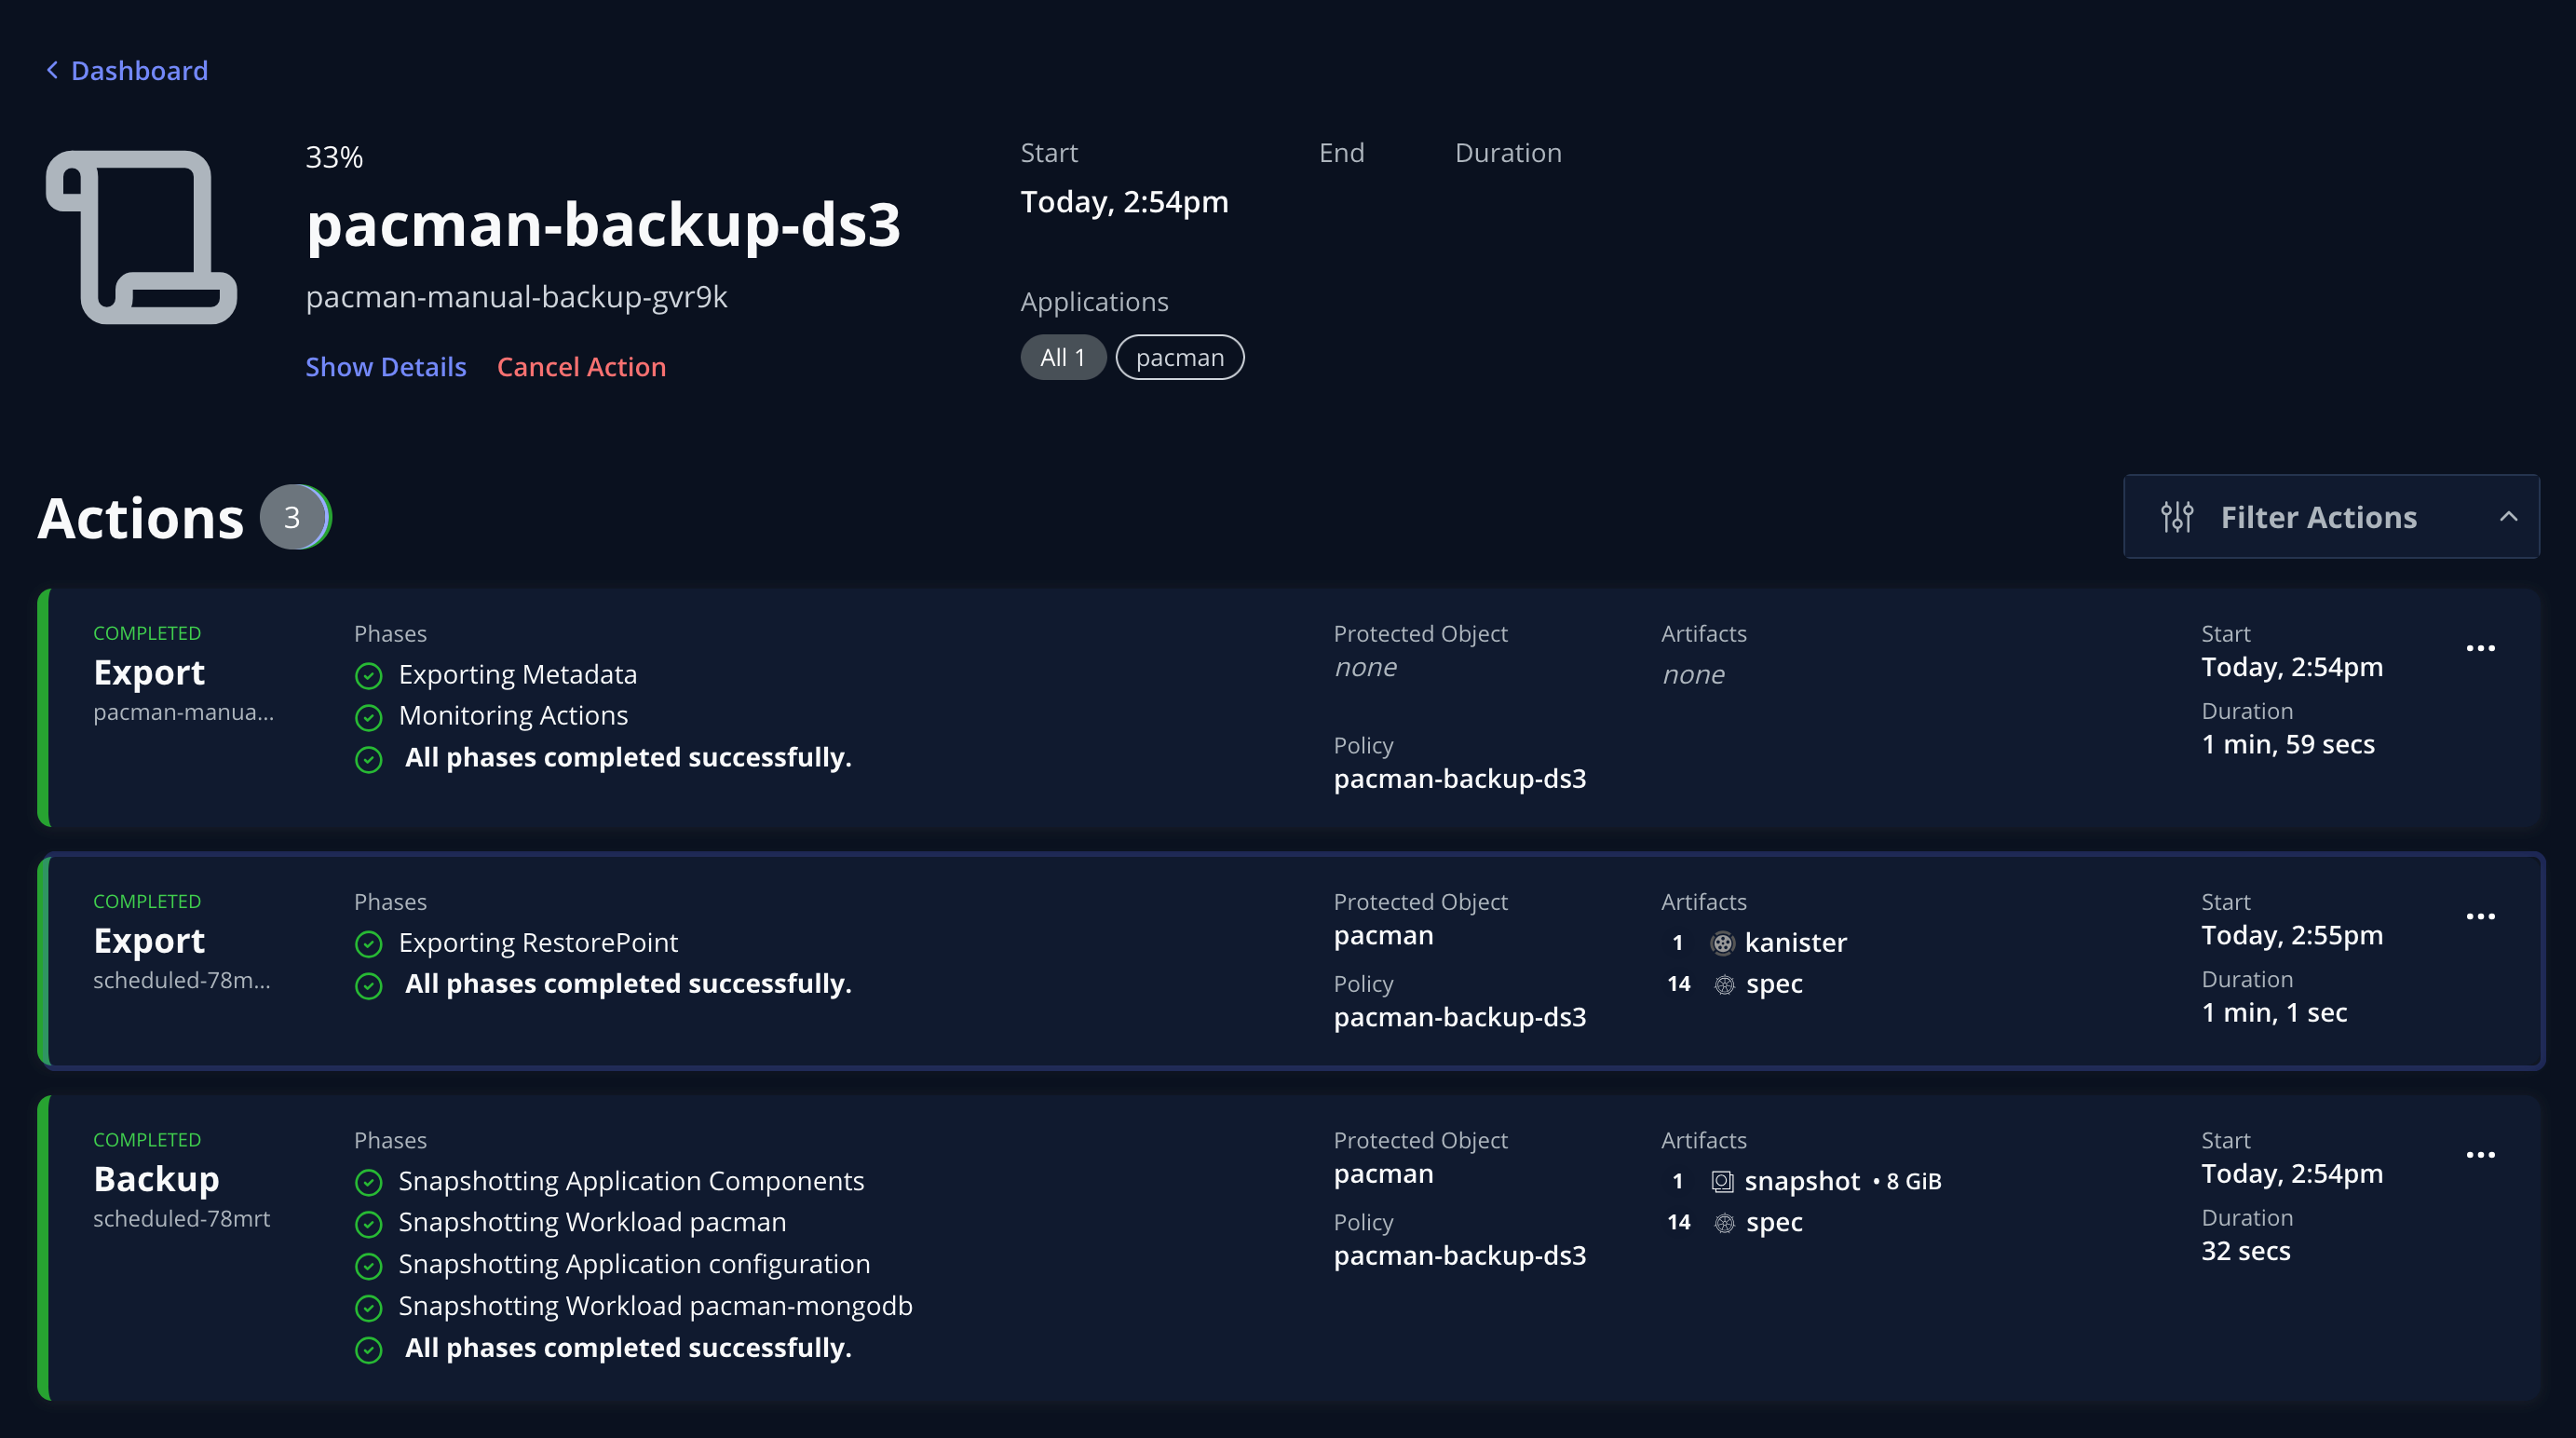 Dashboard
33%
pacman-backup-ds3
pacman-manual-backup-gvr9k
Show Details Cancel Action
Start End Duration
Today, 2:54pm
Applications
All 1 pacman
Actions 3
Filter Actions
COMPLETED
Export
pacman-manua...
Phases
Exporting Metadata
Monitoring Actions
All phases completed successfully.
Protected Object
none
Policy
pacman-backup-ds3
Artifacts
none
Start
Today, 2:54pm
Duration
1 min, 59 secs
COMPLETED
Export
scheduled-78m...
Phases
Exporting RestorePoint
All phases completed successfully.
Protected Object
pacman
Policy
pacman-backup-ds3
Artifacts
1 kanister
14 spec
Start
Today, 2:55pm
Duration
1 min, 1 sec
COMPLETED
Backup
scheduled-78mrt
Phases
Snapshotting Application Components
Snapshotting Workload pacman
Snapshotting Application configuration
Snapshotting Workload pacman-mongodb
All phases completed successfully.
Protected Object
pacman
Policy
pacman-backup-ds3
Artifacts
1 snapshot • 8 GiB
14 spec
Start
Today, 2:54pm
Duration
32 secs